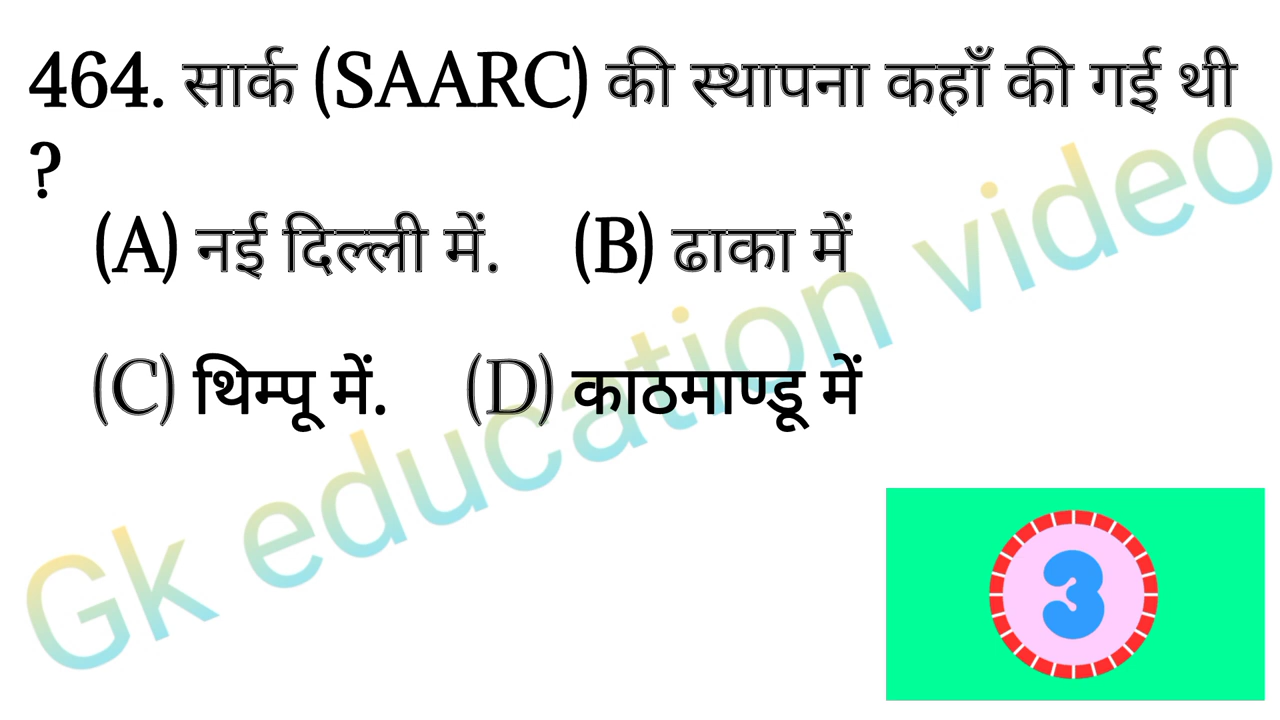 464. सार्क (SAARC) की स्थापना कहाँ की गई थी
?
(A) नई दिल्ली में. (B) ढाका में
(C) थिम्पू में. (D) काठमाण्डू में
Gk education video
3